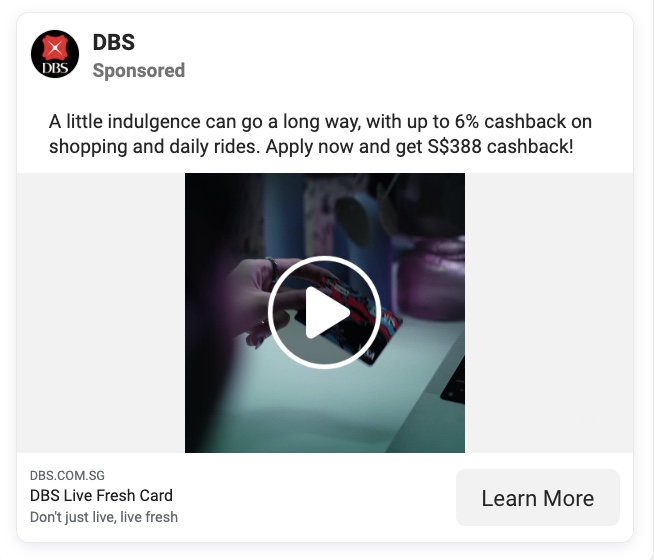 DBS
DBS
Sponsored
A little indulgence can go a long way, with up to 6% cashback on
shopping and daily rides. Apply now and get S$388 cashback!
DBS.COM.SG
DBS Live Fresh Card
Don't just live, live fresh
Learn More